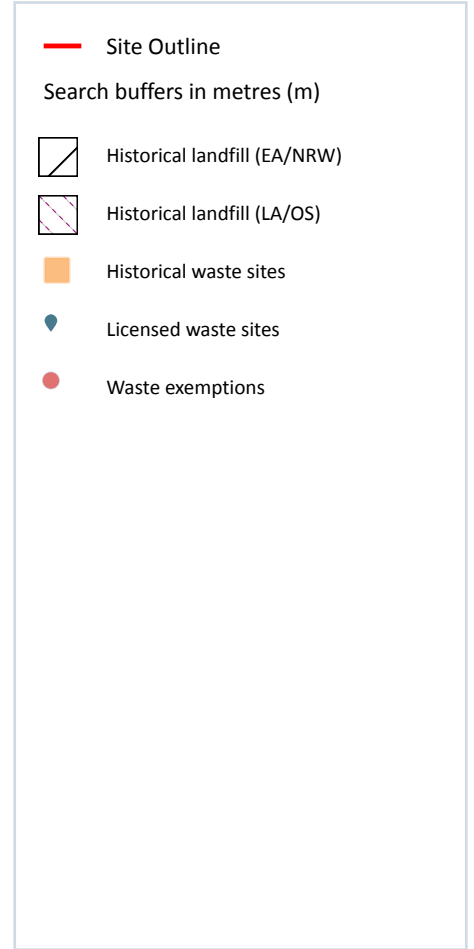 Site Outline
Search buffers in metres (m)
Historical landfill (EA/NRW)
Historical landfill (LA/OS)
Historical waste sites
Licensed waste sites
Waste exemptions